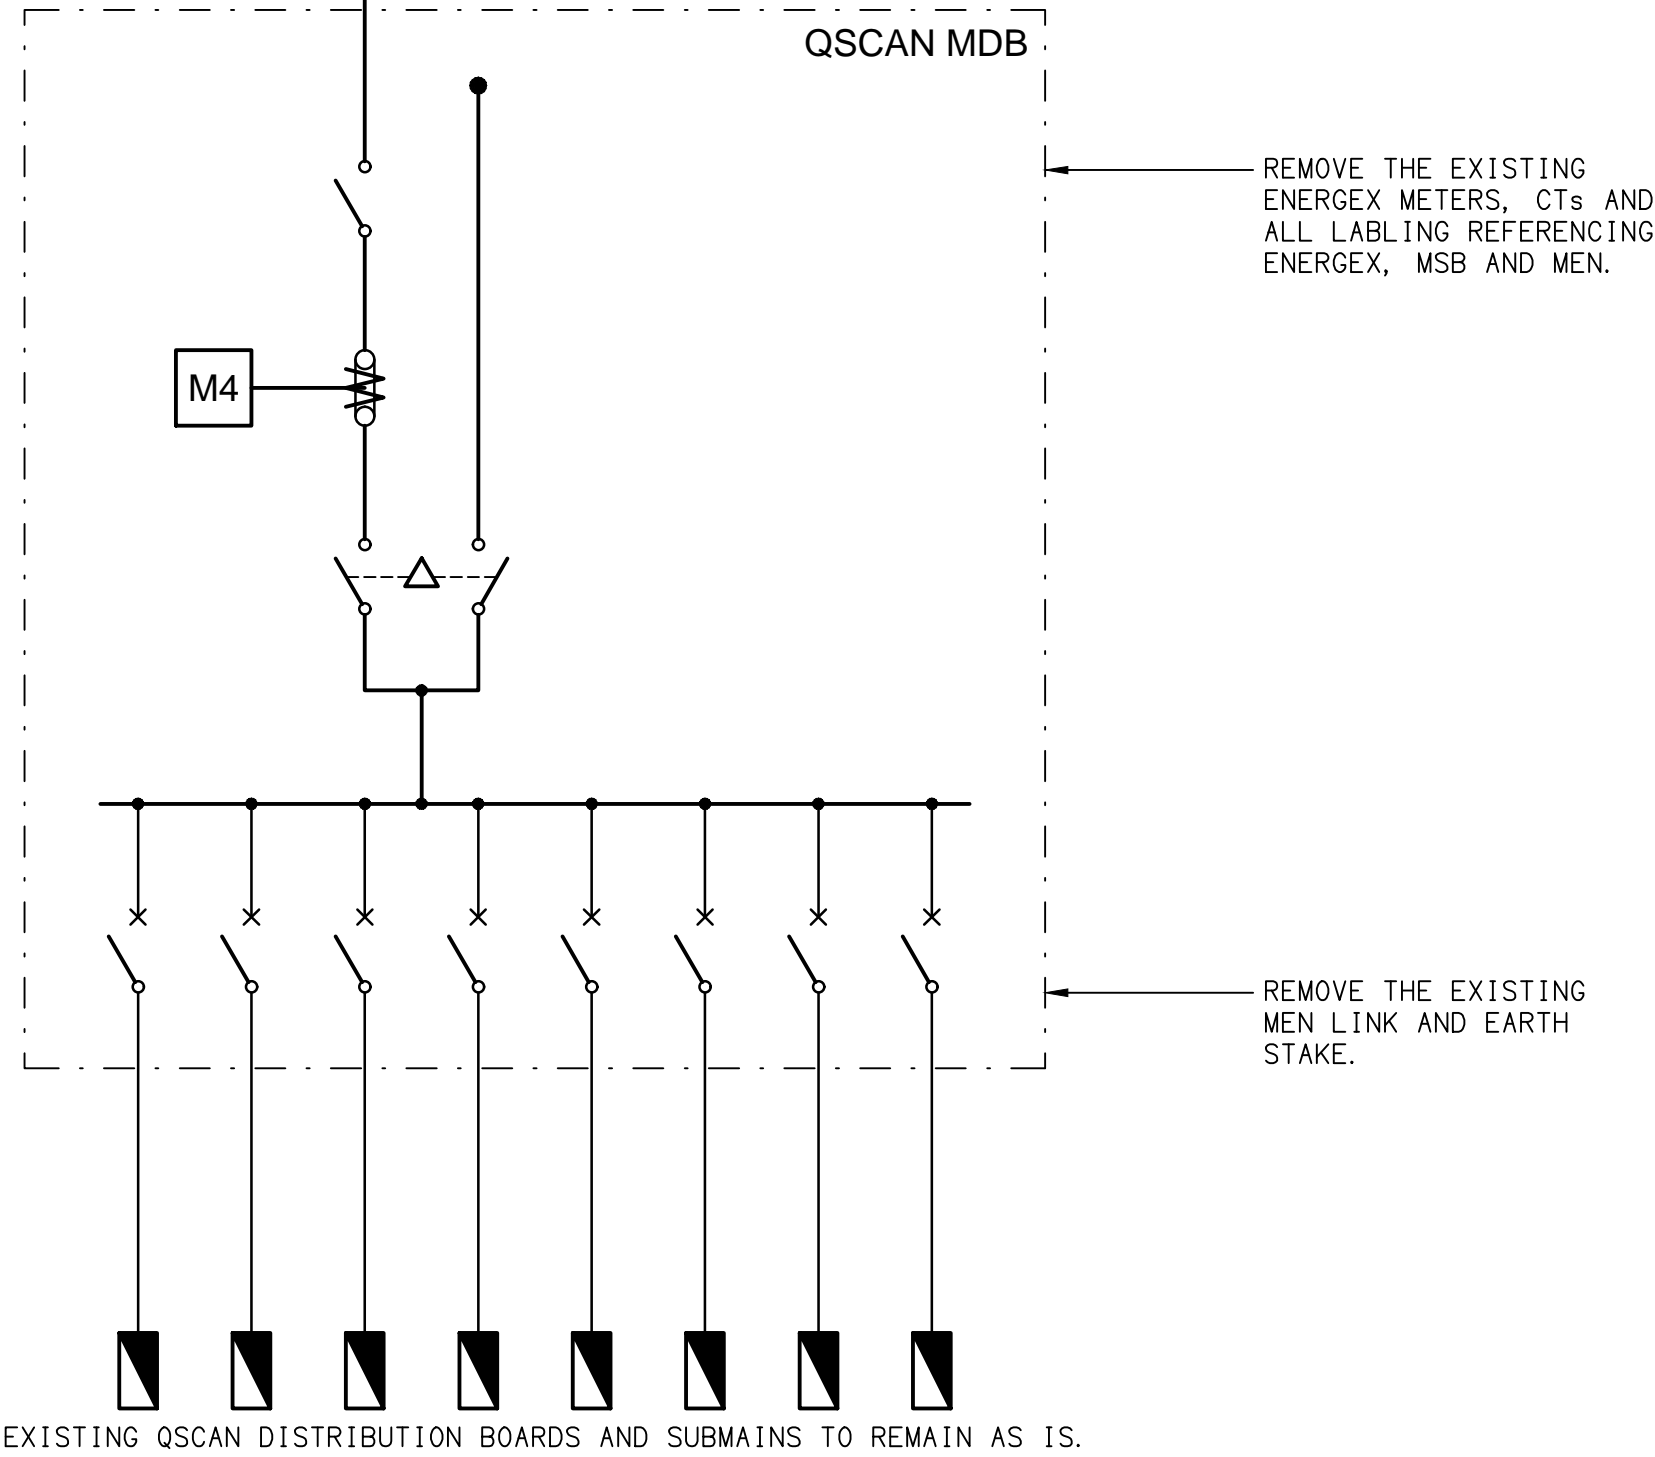 QSCAN MDB
REMOVE THE EXISTING
ENERGEX METERS, CTs AND
ALL LABLING REFERENCING
ENERGEX, MSB AND MEN.
M4
REMOVE THE EXISTING
MEN LINK AND EARTH
STAKE.
EXISTING QSCAN DISTRIBUTION BOARDS AND SUBMAINS TO REMAIN AS IS.